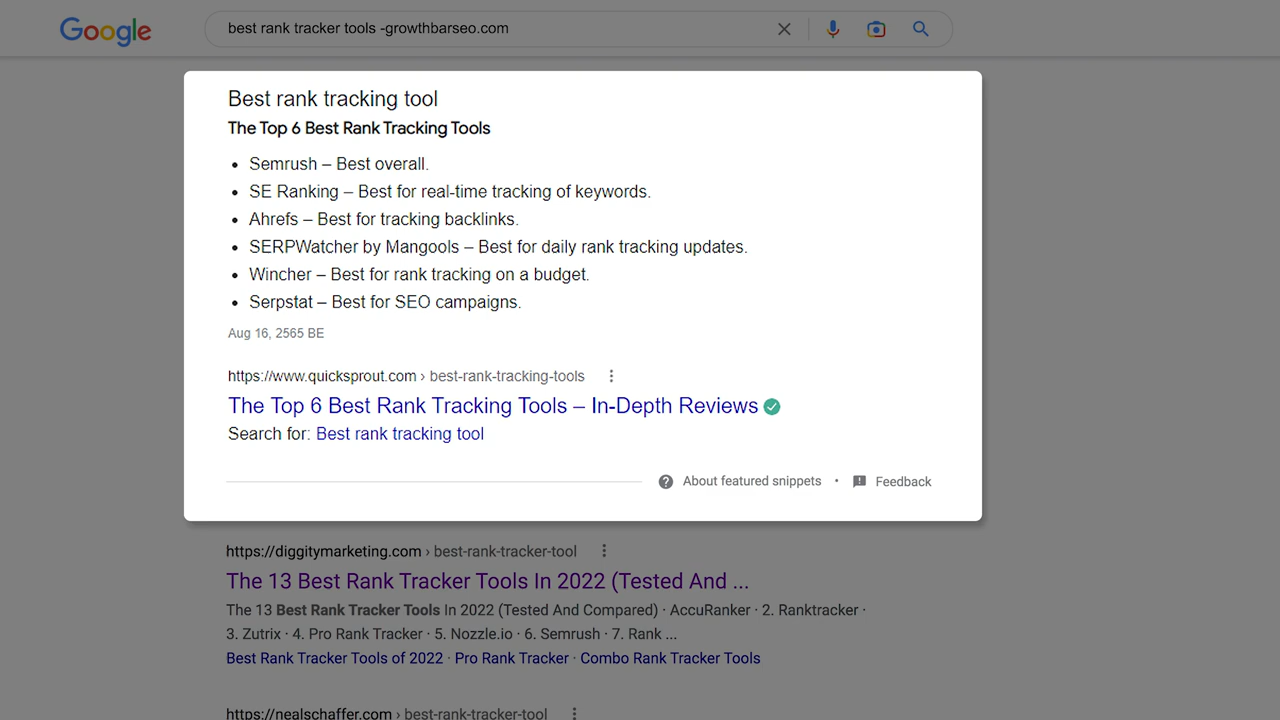 Google
best rank tracker tools -growthbarseo.com
Best rank tracking tool
The Top 6 Best Rank Tracking Tools
• Semrush – Best overall.
• SE Ranking – Best for real-time tracking of keywords.
• Ahrefs – Best for tracking backlinks.
• SERPWatcher by Mangools – Best for daily rank tracking updates.
• Wincher – Best for rank tracking on a budget.
• Serpstat – Best for SEO campaigns.
Aug 16, 2565 BE
https://www.quicksprout.com › best-rank-tracking-tools
The Top 6 Best Rank Tracking Tools – In-Depth Reviews
Search for: Best rank tracking tool
About featured snippets • Feedback
https://diggitymarketing.com › best-rank-tracker-tool
The 13 Best Rank Tracker Tools In 2022 (Tested And ...
The 13 Best Rank Tracker Tools In 2022 (Tested And Compared) · AccuRanker · 2. Ranktracker ·
3. Zutrix · 4. Pro Rank Tracker · 5. Nozzle.io · 6. Semrush · 7. Rank ...
Best Rank Tracker Tools of 2022 · Pro Rank Tracker · Combo Rank Tracker Tools
https://nealschaffer.com › best-rank-tracker-tool